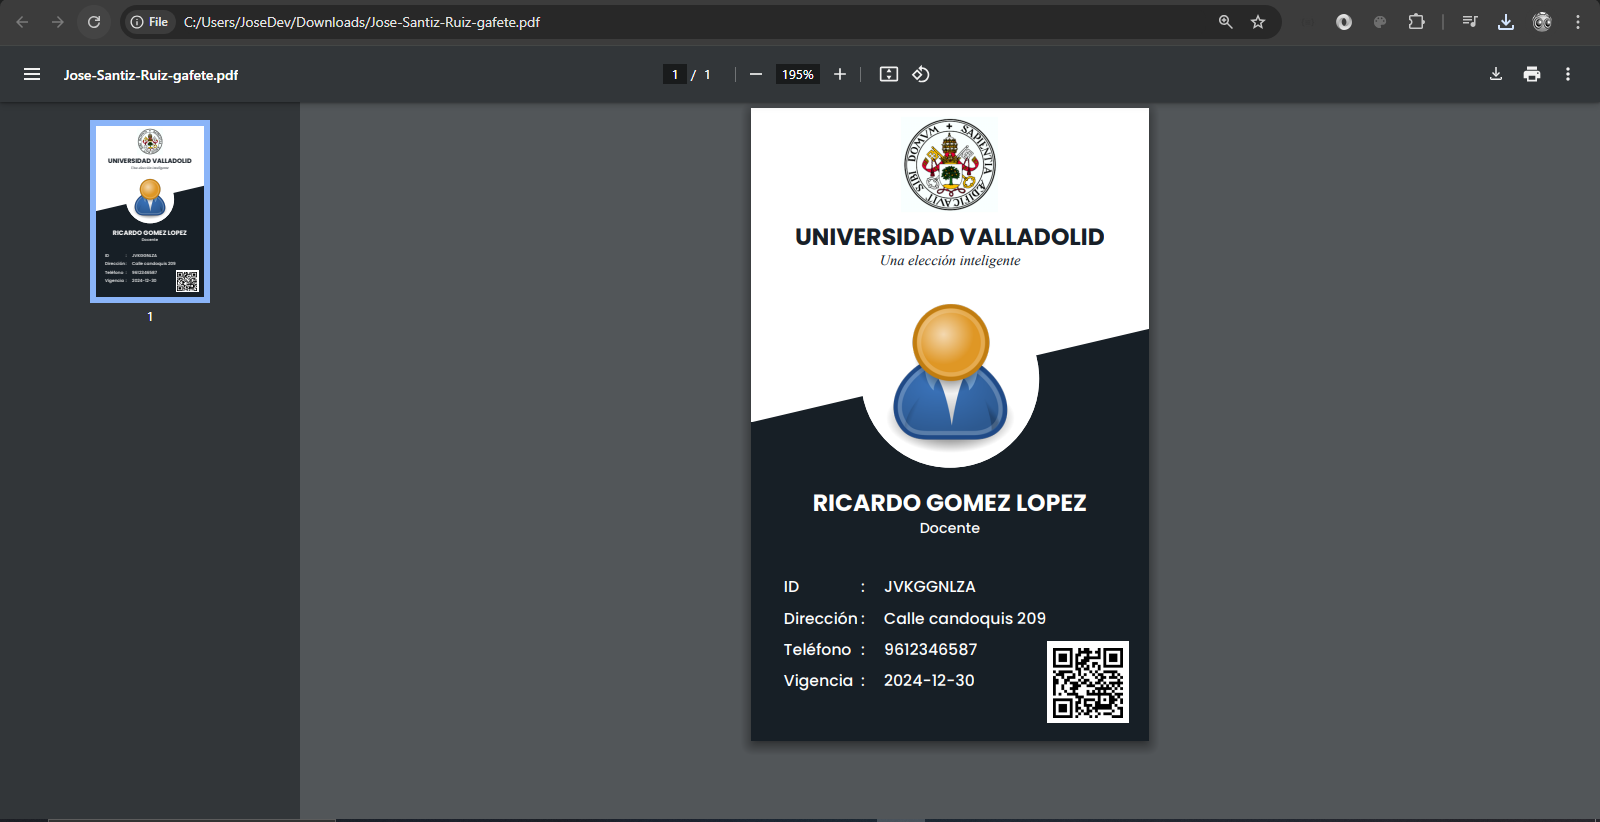 File C:/Users/JoseDev/Downloads/Jose-Santiz-Ruiz-gafete.pdf
Jose-Santiz-Ruiz-gafete.pdf
1 / 1
195%
UNIVERSIDAD VALLADOLID
Una elección inteligente
RICARDO GOMEZ LOPEZ
Docente
ID : JVKGGNLZA
Dirección : Calle candoquis 209
Teléfono : 9612346587
Vigencia : 2024-12-30
1
SAPIENTIA ÆDIFICAVIT SIBI DOMVM
UNIVERSIDAD VALLADOLID
Una elección inteligente
RICARDO GOMEZ LOPEZ
Docente
ID : JVKGGNLZA
Dirección : Calle candoquis 209
Teléfono : 9612346587
Vigencia : 2024-12-30